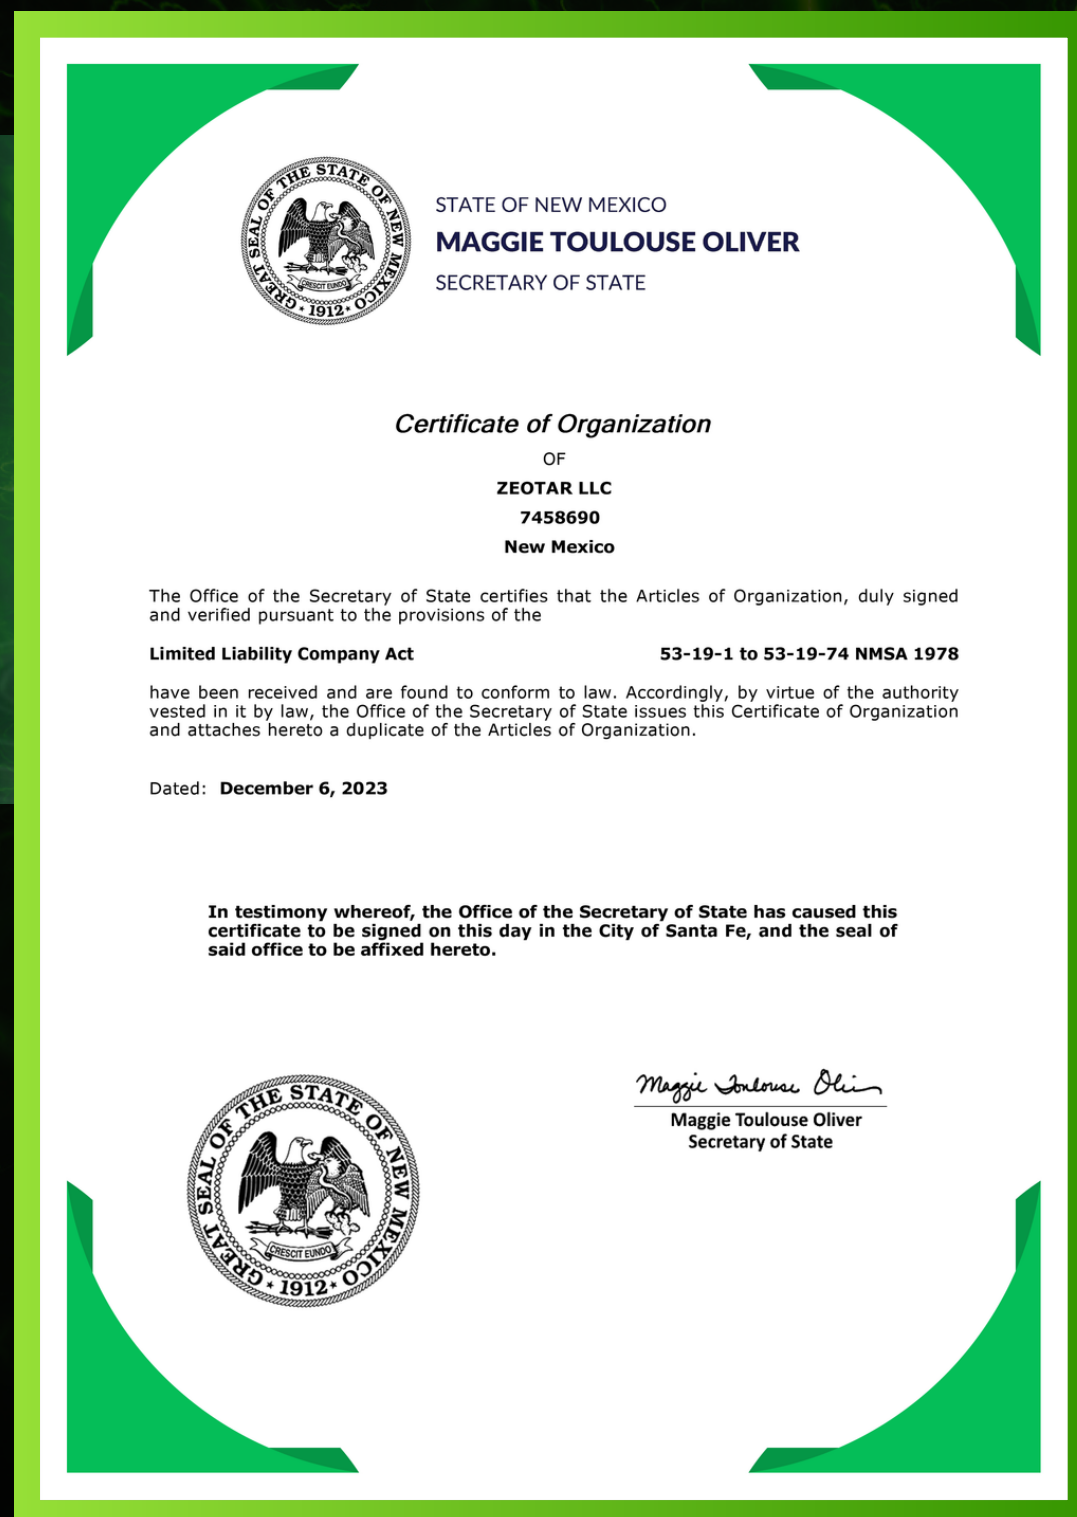 GREAT SEAL OF THE STATE OF NEW MEXICO
CRESCIT EUNDO
1912
STATE OF NEW MEXICO
MAGGIE TOULOUSE OLIVER
SECRETARY OF STATE
Certificate of Organization
OF
ZEOTAR LLC
7458690
New Mexico
The Office of the Secretary of State certifies that the Articles of Organization, duly signed
and verified pursuant to the provisions of the
Limited Liability Company Act 53-19-1 to 53-19-74 NMSA 1978
have been received and are found to conform to law. Accordingly, by virtue of the authority
vested in it by law, the Office of the Secretary of State issues this Certificate of Organization
and attaches hereto a duplicate of the Articles of Organization.
Dated: December 6, 2023
In testimony whereof, the Office of the Secretary of State has caused this
certificate to be signed on this day in the City of Santa Fe, and the seal of
said office to be affixed hereto.
GREAT SEAL OF THE STATE OF NEW MEXICO
CRESCIT EUNDO
1912
Maggie Toulouse Oliver
Maggie Toulouse Oliver
Secretary of State